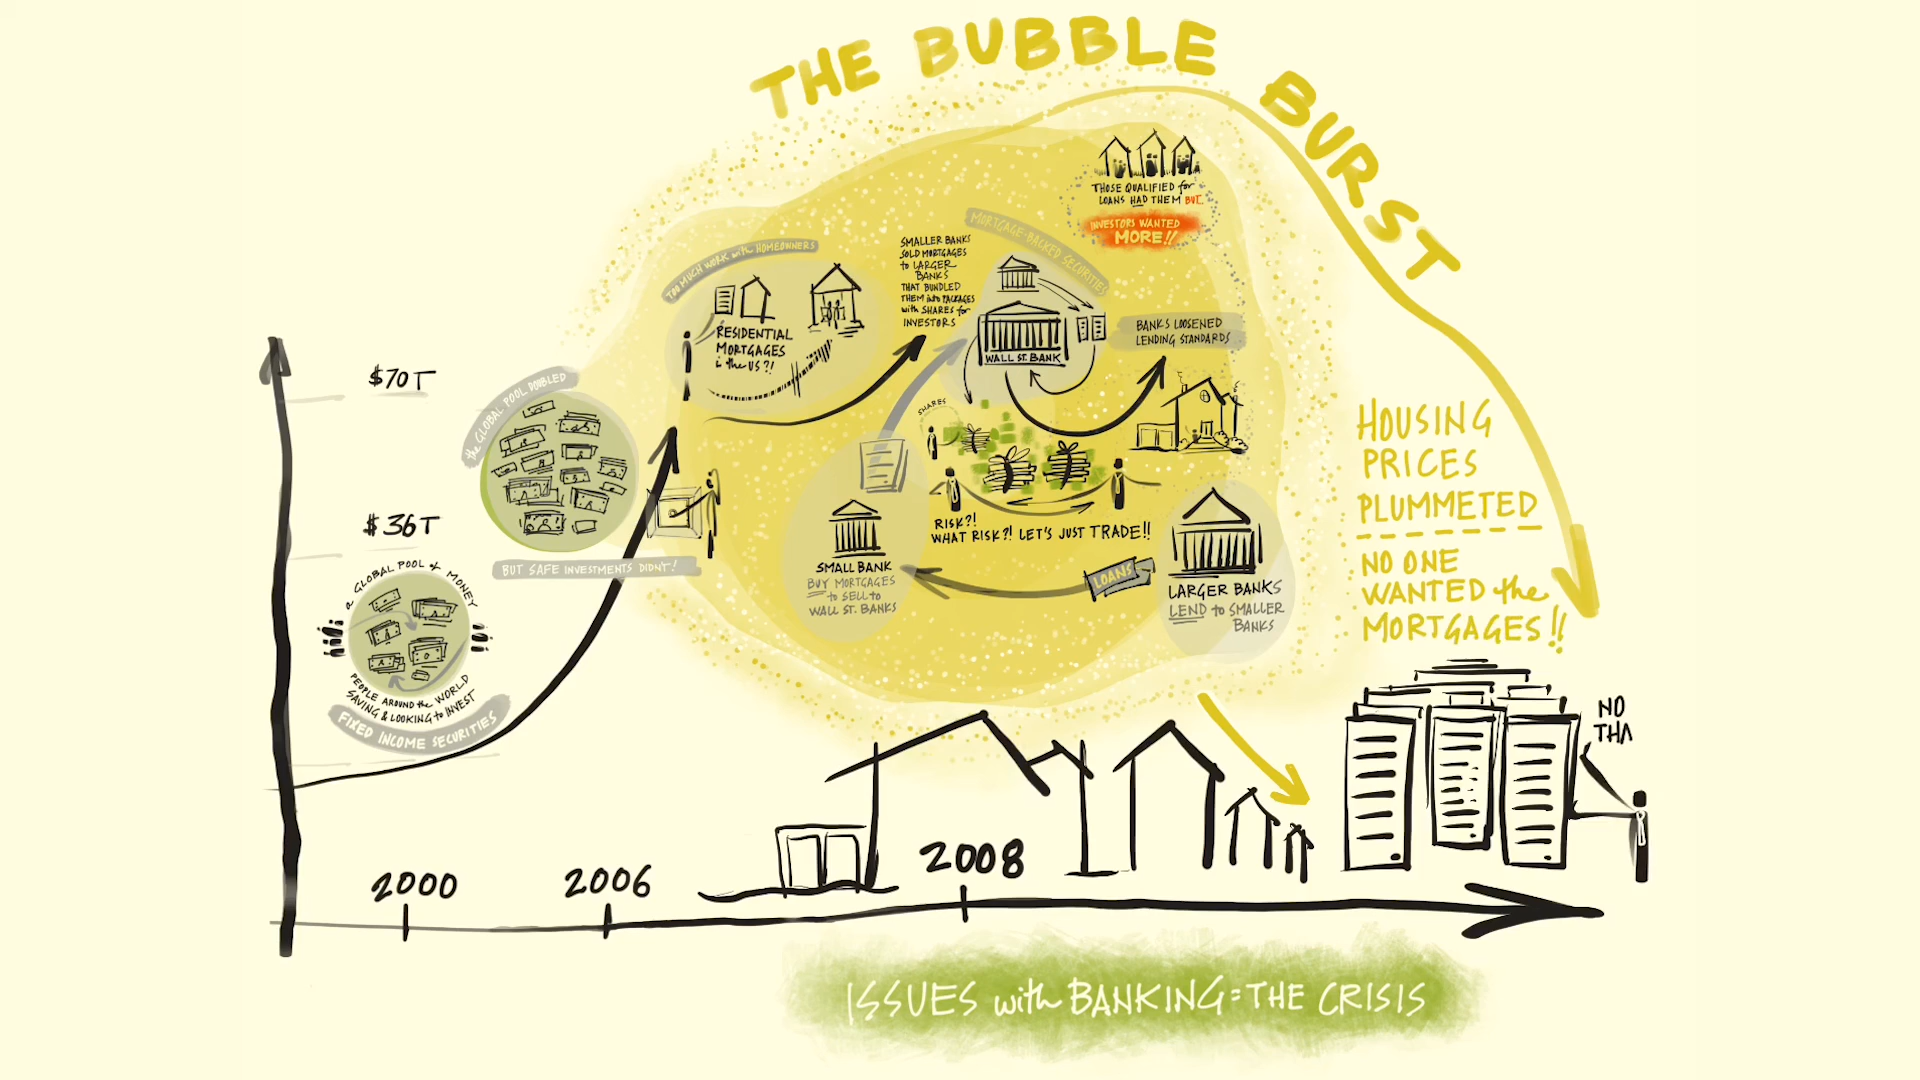 THE BUBBLE BURST
THOSE QUALIFIED for
LOANS HAD THEM BUT
INVESTORS WANTED
MORE!!
TOO MUCH WORK with HOMEOWNERS
RESIDENTIAL
MORTGAGES
in the US?!
SMALLER BANKS
SOLD MORTGAGES
to LARGER
BANKS
THAT BUNDLED
THEM into PACKAGES
with SHARES for
INVESTORS
MORTGAGE-BACKED SECURITIES
WALL ST. BANK
BANKS LOOSENED
LENDING STANDARDS
SHARES
RISK?!
WHAT RISK?! LET'S JUST TRADE!!
SMALL BANK
BUY MORTGAGES
to SELL to
WALL ST. BANKS
LOANS
LARGER BANKS
LEND to SMALLER
BANKS
$70T
the GLOBAL POOL DOUBLED
BUT SAFE INVESTMENTS DIDN'T!
$36T
a GLOBAL POOL of MONEY
PEOPLE AROUND the WORLD
SAVING & LOOKING to INVEST
FIXED INCOME SECURITIES
HOUSING
PRICES
PLUMMETED
NO ONE
WANTED the
MORTGAGES!!
NO
THA
2000
2006
2008
ISSUES with BANKING=THE CRISIS